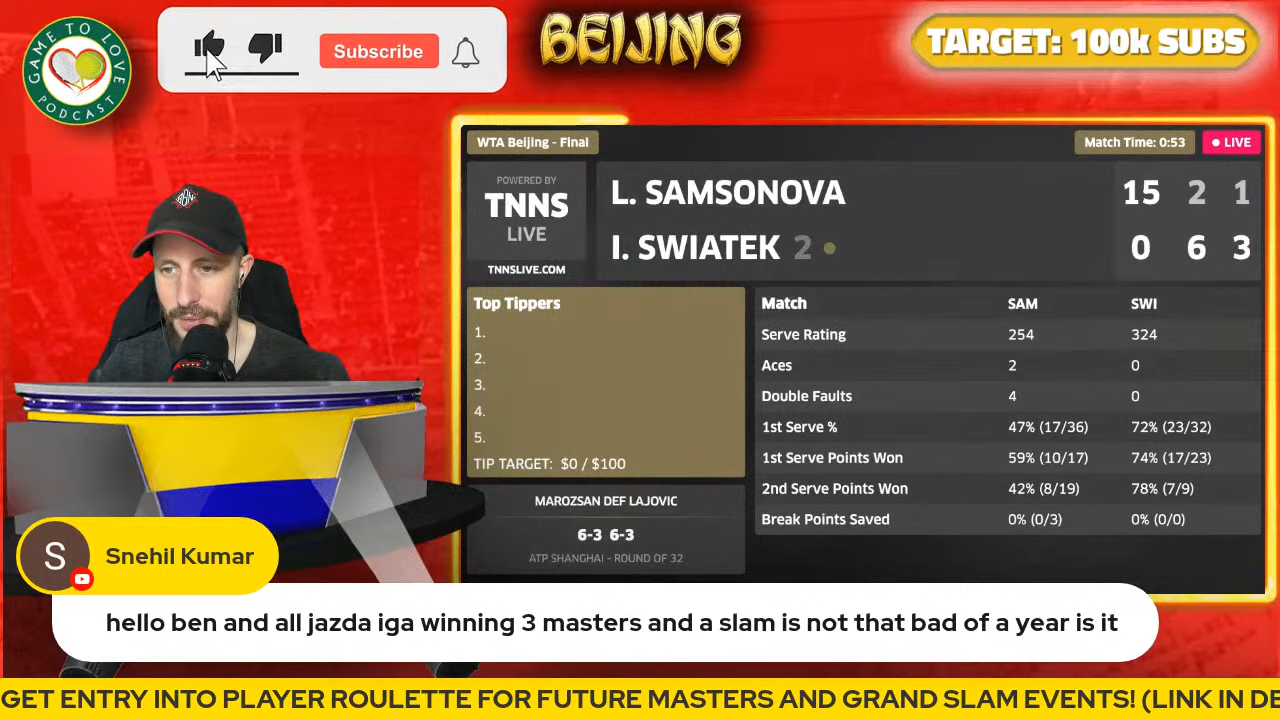 GAME TO LOVE
PODCAST
Subscribe
BEIJING
TARGET: 100k SUBS
WTA Beijing - Final
Match Time: 0:53
LIVE
POWERED BY
TNNS
LIVE
TNNSLIVE.COM
L. SAMSONOVA 15 2 1
I. SWIATEK 2 0 6 3
Top Tippers
1.
2.
3.
4.
5.
TIP TARGET: $0 / $100
MAROZSAN DEF LAJOVIC
6-3 6-3
ATP SHANGHAI - ROUND OF 32
Match SAM SWI
Serve Rating 254 324
Aces 2 0
Double Faults 4 0
1st Serve % 47% (17/36) 72% (23/32)
1st Serve Points Won 59% (10/17) 74% (17/23)
2nd Serve Points Won 42% (8/19) 78% (7/9)
Break Points Saved 0% (0/3) 0% (0/0)
S
Snehil Kumar
hello ben and all jazda iga winning 3 masters and a slam is not that bad of a year is it
GET ENTRY INTO PLAYER ROULETTE FOR FUTURE MASTERS AND GRAND SLAM EVENTS! (LINK IN DE